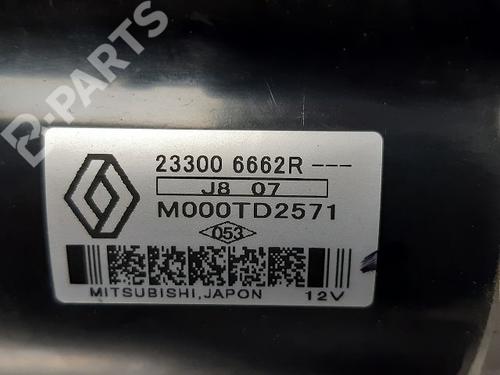 B-PARTS
23300 6662R---
J8 07
M000TD2571
053
MITSUBISHI,JAPON 12V